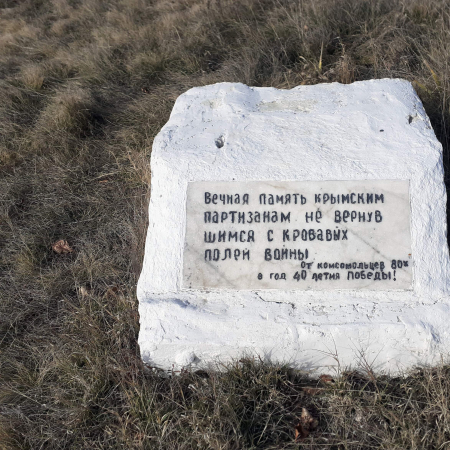 Вечная память крымским
партизанам не вернув
шимся с кровавых
полей войны
от комсомольцев 80х
в год 40 летия Победы!